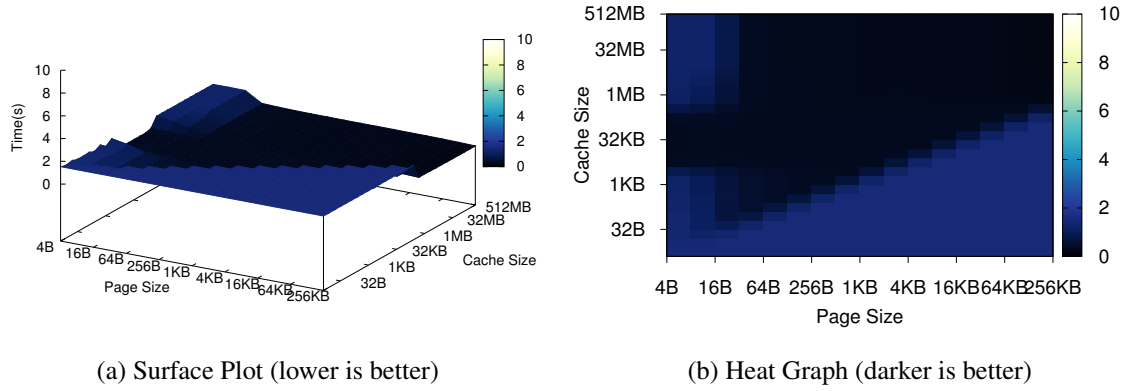 10
8
6
4
2
0
Time(s)
10
8
6
4
2
0
4B
16B
64B
256B
1KB
4KB
16KB
64KB
256KB
Page Size
32B
1KB
32KB
1MB
32MB
512MB
Cache Size
(a) Surface Plot (lower is better)
512MB
32MB
1MB
32KB
1KB
32B
Cache Size
4B 16B 64B 256B 1KB 4KB 16KB 64KB 256KB
Page Size
10
8
6
4
2
0
(b) Heat Graph (darker is better)